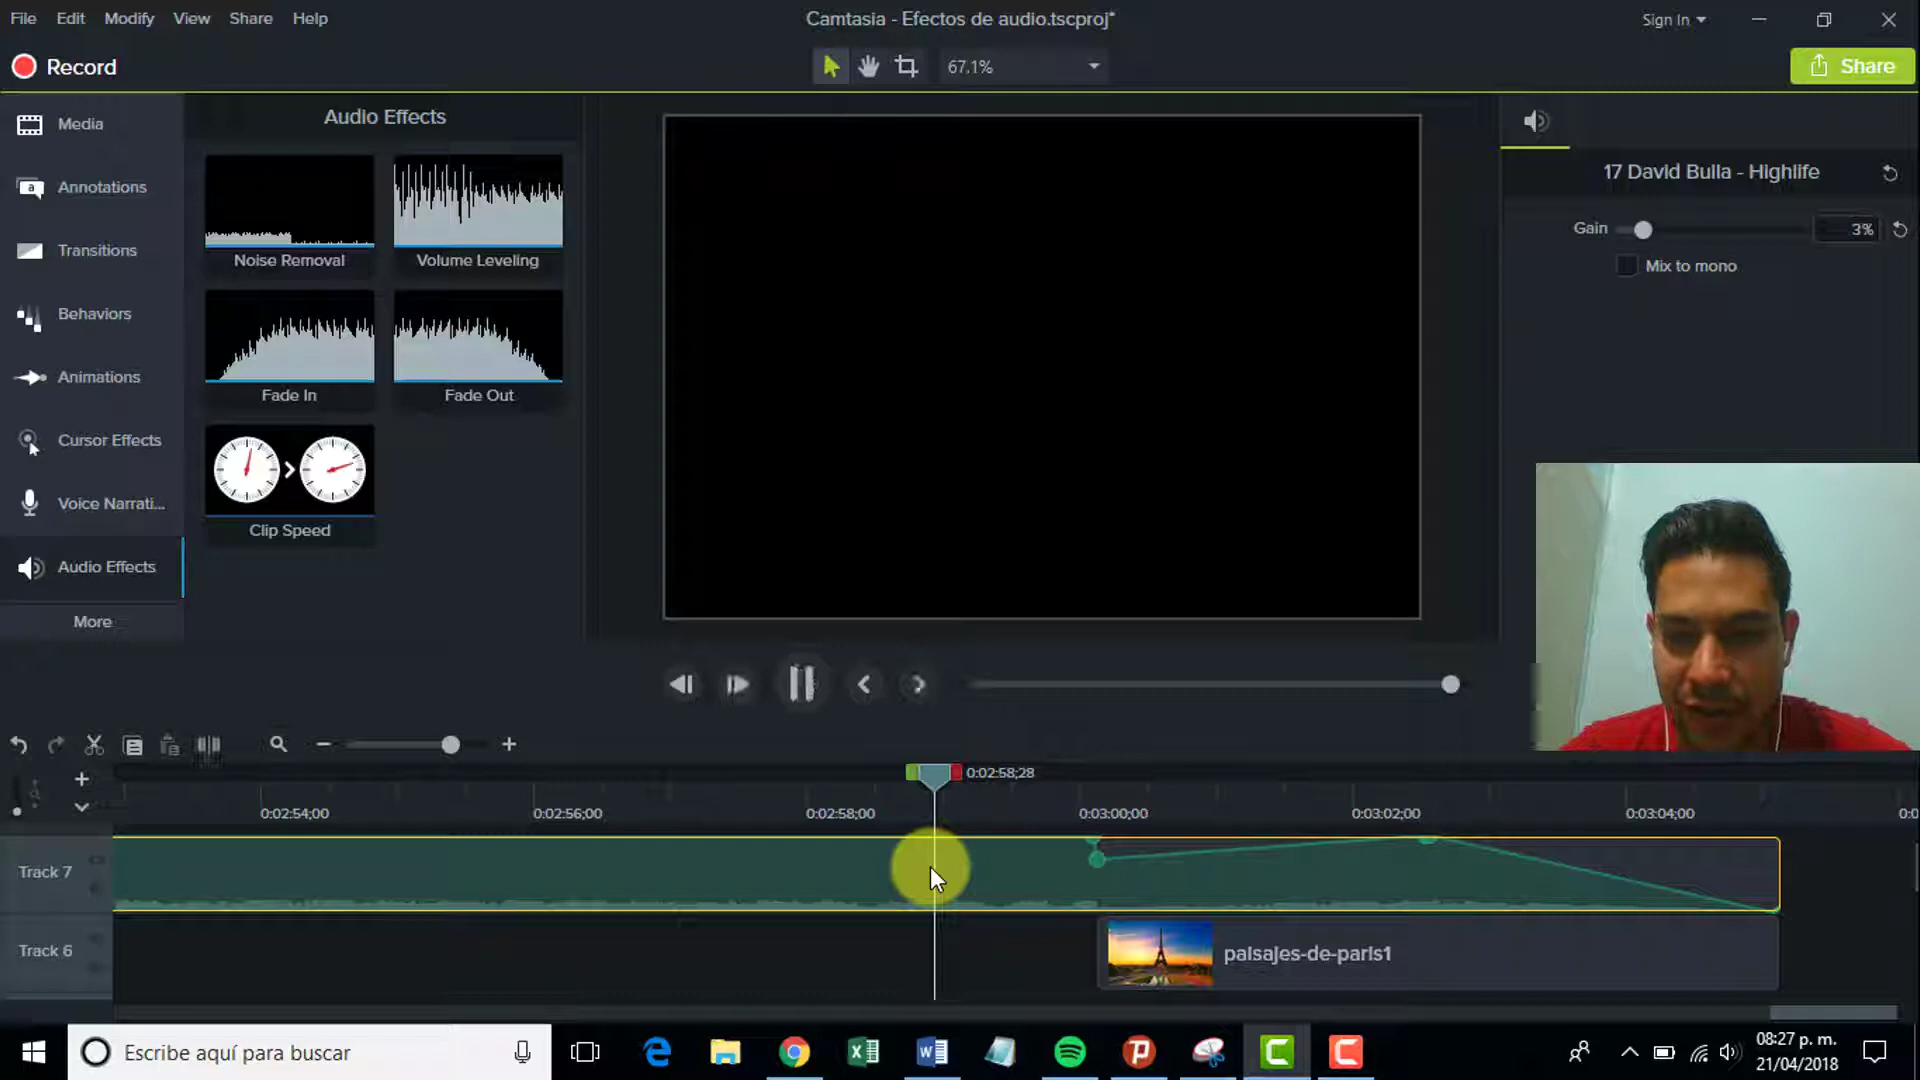 File Edit Modify View Share Help
Camtasia - Efectos de audio.tscproj*
Sign In
Record
67,1%
Share
Media
Annotations
Transitions
Behaviors
Animations
Cursor Effects
Voice Narrati...
Audio Effects
More
Audio Effects
Noise Removal
Volume Leveling
Fade In
Fade Out
Clip Speed
17 David Bulla - Highlife
Gain
3%
Mix to mono
0:02:58;28
0:02:54;00
0:02:56;00
0:02:58;00
0:03:00;00
0:03:02;00
0:03:04;00
Track 7
Track 6
paisajes-de-paris1
Escribe aquí para buscar
08:27 p. m.
21/04/2018